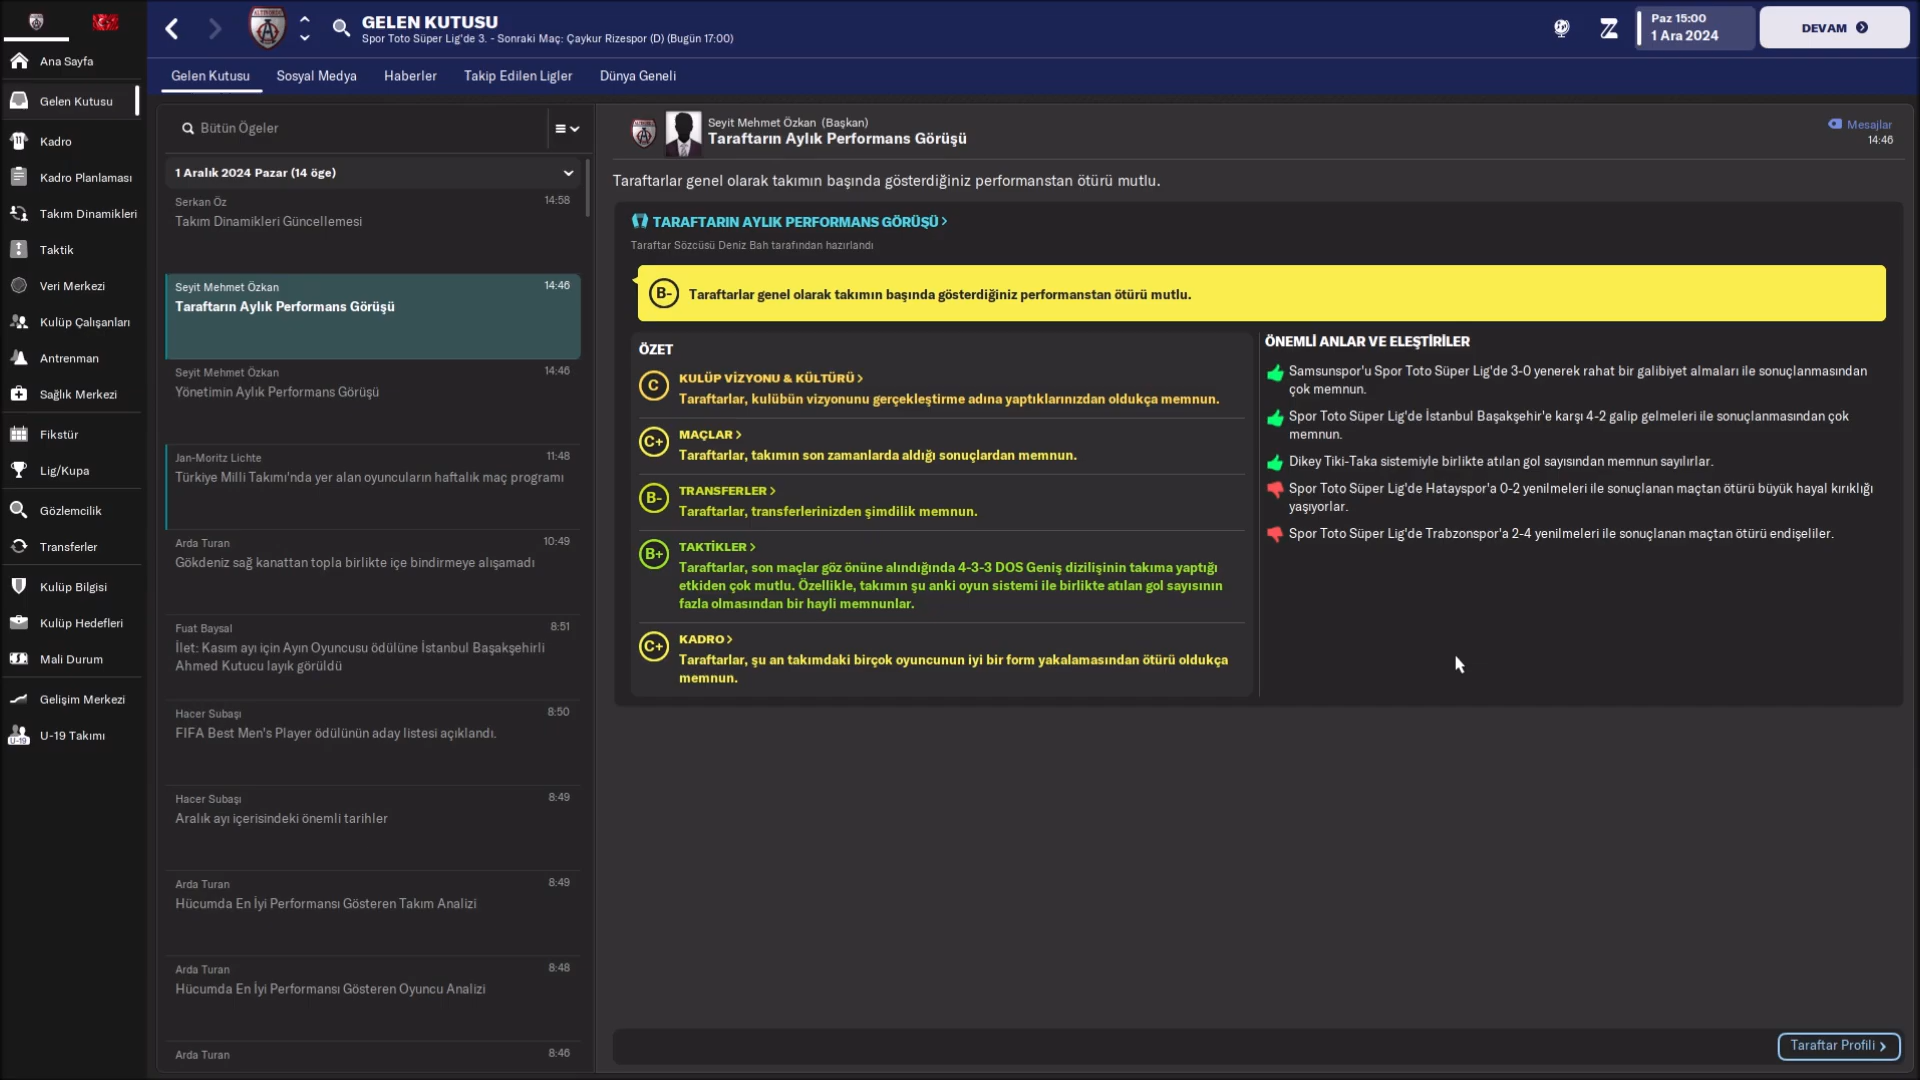 GELEN KUTUSU
Spor Toto Süper Lig'de 3. - Sonraki Maç: Çaykur Rizespor (D) (Bugün 17:00)
Paz 15:00
1 Ara 2024
DEVAM
Ana Sayfa
Gelen Kutusu
Kadro
Kadro Planlaması
Takım Dinamikleri
Taktik
Veri Merkezi
Kulüp Çalışanları
Antrenman
Sağlık Merkezi
Fikstür
Lig/Kupa
Gözlemcilik
Transferler
Kulüp Bilgisi
Kulüp Hedefleri
Mali Durum
Gelişim Merkezi
U-19 Takımı
Gelen Kutusu
Sosyal Medya
Haberler
Takip Edilen Ligler
Dünya Geneli
Bütün Ögeler
1 Aralık 2024 Pazar (14 öge)
Serkan Öz
14:58
Takım Dinamikleri Güncellemesi
Seyit Mehmet Özkan
14:46
Taraftarın Aylık Performans Görüşü
Seyit Mehmet Özkan
14:46
Yönetimin Aylık Performans Görüşü
Jan-Moritz Lichte
11:48
Türkiye Milli Takımı'nda yer alan oyuncuların haftalık maç programı
Arda Turan
10:49
Gökdeniz sağ kanattan topla birlikte içe bindirmeye alışamadı
Fuat Baysal
8:51
İlet: Kasım ayı için Ayın Oyuncusu ödülüne İstanbul Başakşehirli
Ahmed Kutucu layık görüldü
Hacer Subaşı
8:50
FIFA Best Men's Player ödülünün aday listesi açıklandı.
Hacer Subaşı
8:49
Aralık ayı içerisindeki önemli tarihler
Arda Turan
8:49
Hücumda En İyi Performansı Gösteren Takım Analizi
Arda Turan
8:48
Hücumda En İyi Performansı Gösteren Oyuncu Analizi
Arda Turan
8:46
Seyit Mehmet Özkan (Başkan)
Taraftarın Aylık Performans Görüşü
Mesajlar
14:46
Taraftarlar genel olarak takımın başında gösterdiğiniz performanstan ötürü mutlu.
TARAFTARIN AYLIK PERFORMANS GÖRÜŞÜ
Taraftar Sözcüsü Deniz Bah tarafından hazırlandı
B-
Taraftarlar genel olarak takımın başında gösterdiğiniz performanstan ötürü mutlu.
ÖZET
C
KULÜP VİZYONU & KÜLTÜRÜ
Taraftarlar, kulübün vizyonunu gerçekleştirme adına yaptıklarınızdan oldukça memnun.
C+
MAÇLAR
Taraftarlar, takımın son zamanlarda aldığı sonuçlardan memnun.
B-
TRANSFERLER
Taraftarlar, transferlerinizden şimdilik memnun.
B+
TAKTİKLER
Taraftarlar, son maçlar göz önüne alındığında 4-3-3 DOS Geniş dizilişinin takıma yaptığı
etkiden çok mutlu. Özellikle, takımın şu anki oyun sistemi ile birlikte atılan gol sayısının
fazla olmasından bir hayli memnunlar.
C+
KADRO
Taraftarlar, şu an takımdaki birçok oyuncunun iyi bir form yakalamasından ötürü oldukça
memnun.
ÖNEMLİ ANLAR VE ELEŞTİRİLER
Samsunspor'u Spor Toto Süper Lig'de 3-0 yenerek rahat bir galibiyet almaları ile sonuçlanmasından
çok memnun.
Spor Toto Süper Lig'de İstanbul Başakşehir'e karşı 4-2 galip gelmeleri ile sonuçlanmasından çok
memnun.
Dikey Tiki-Taka sistemiyle birlikte atılan gol sayısından memnun sayılırlar.
Spor Toto Süper Lig'de Hatayspor'a 0-2 yenilmeleri ile sonuçlanan maçtan ötürü büyük hayal kırıklığı
yaşıyorlar.
Spor Toto Süper Lig'de Trabzonspor'a 2-4 yenilmeleri ile sonuçlanan maçtan ötürü endişeliler.
Taraftar Profili